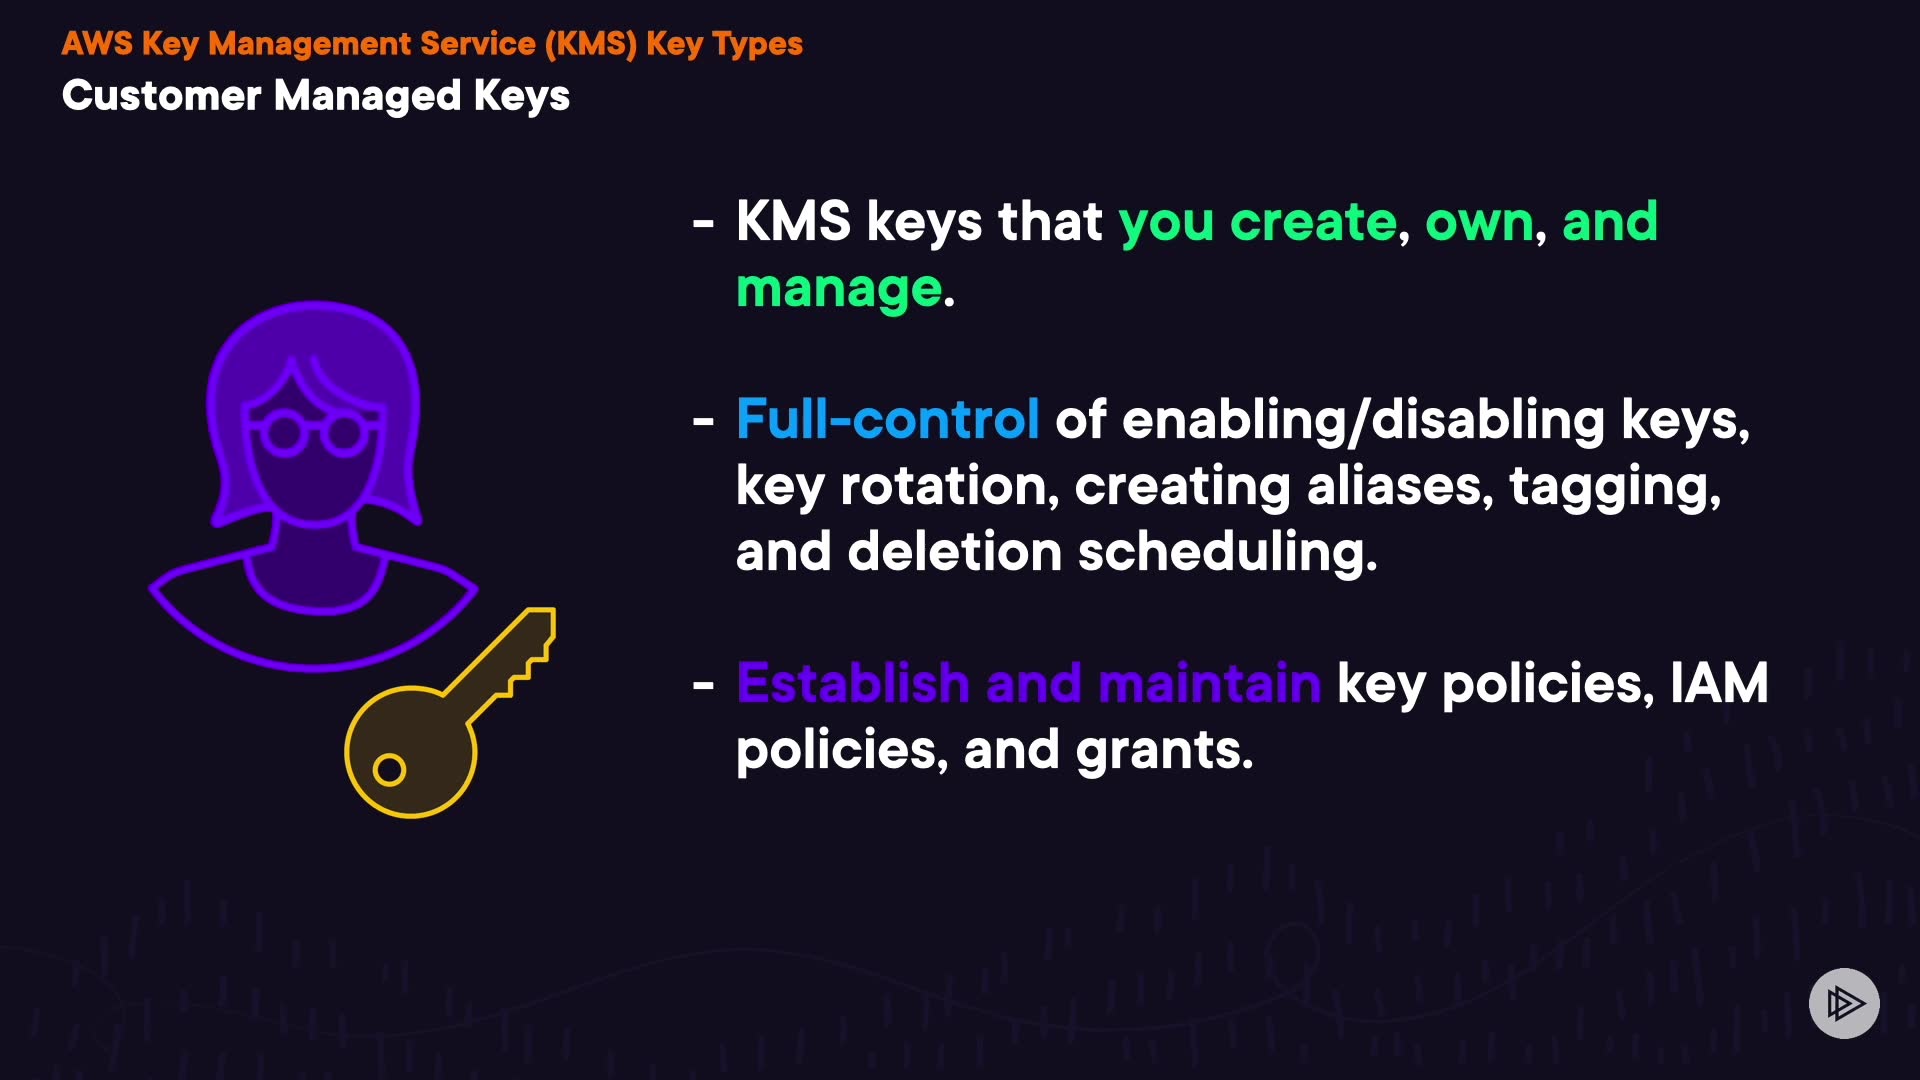 AWS Key Management Service (KMS) Key Types
Customer Managed Keys
- KMS keys that you create, own, and
manage.
- Full-control of enabling/disabling keys,
key rotation, creating aliases, tagging,
and deletion scheduling.
- Establish and maintain key policies, IAM
policies, and grants.